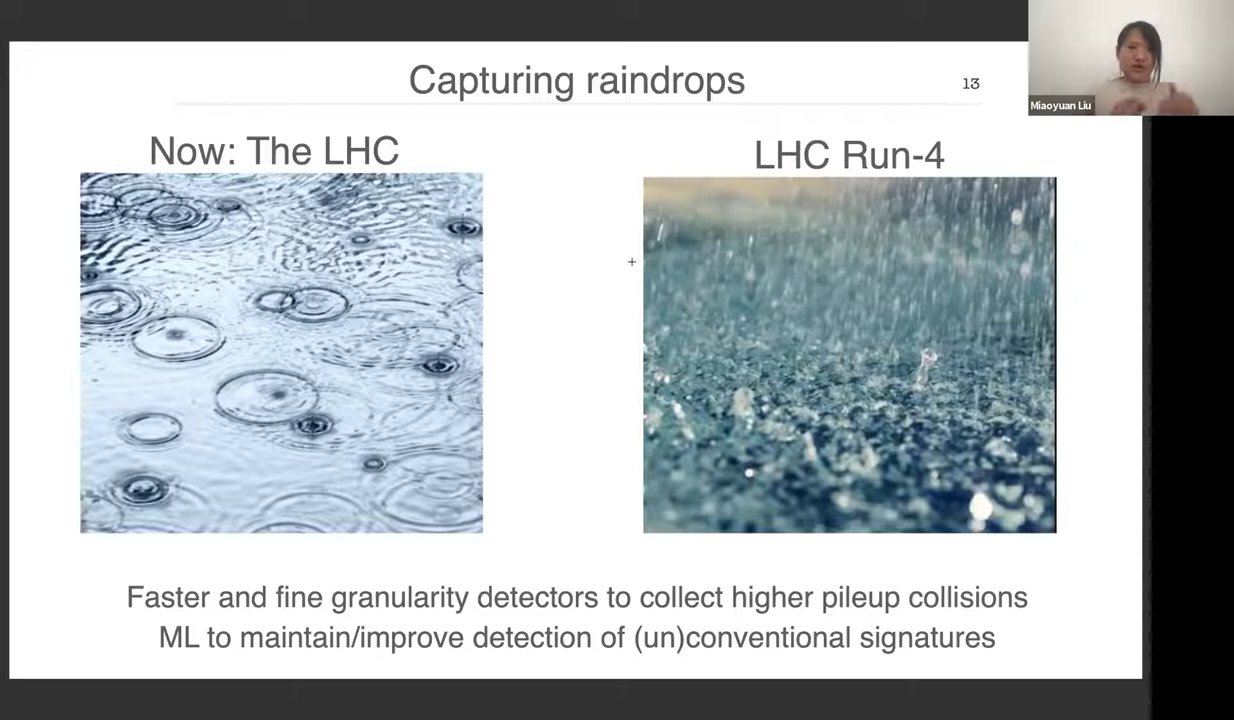 Capturing raindrops
13
Miaoyuan Liu
Now: The LHC
LHC Run-4
Faster and fine granularity detectors to collect higher pileup collisions
ML to maintain/improve detection of (un)conventional signatures